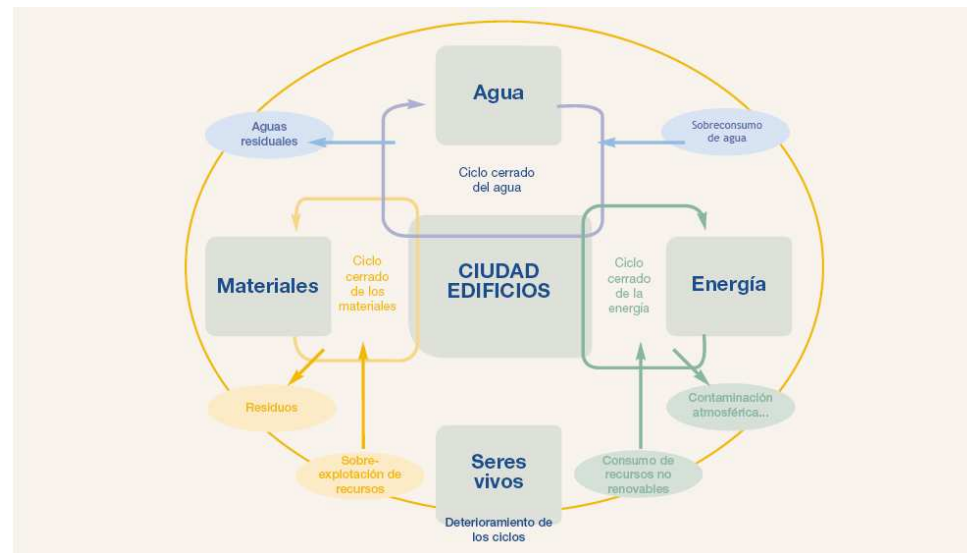 Agua
Aguas
residuales
Sobreconsumo
de agua
Ciclo cerrado
del agua
Materiales
Ciclo
cerrado
de los
materiales
CIUDAD
EDIFICIOS
Ciclo
cerrado
de la
energía
Energía
Residuos
Contaminación
atmosférica...
Sobre-
explotación de
recursos
Seres
vivos
Consumo de
recursos no
renovables
Deterioramiento de
los ciclos